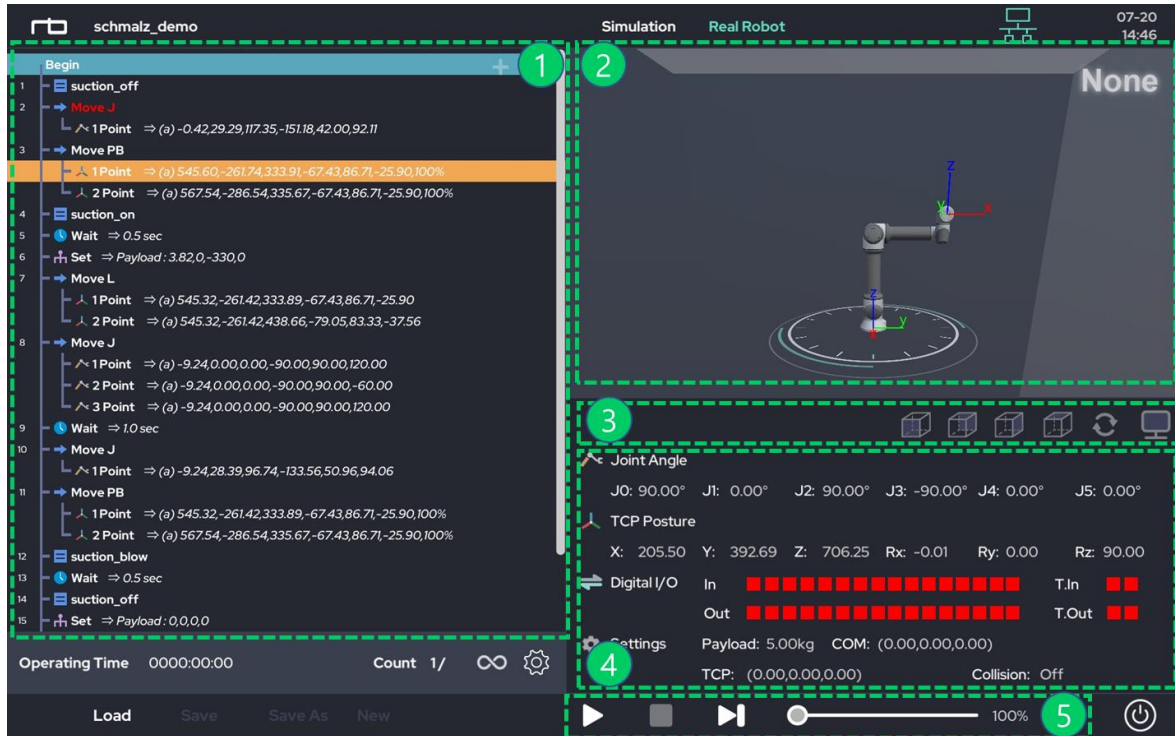 schmalz_demo
Simulation Real Robot
07-20
14:46
Begin
1
2
None
1 suction_off
2 Move J
1 Point ⇒ (a) -0.42,29.29,117.35,-151.18,42.00,92.11
3 Move PB
1 Point ⇒ (a) 545.60,-261.74,333.91,-67.43,86.71,-25.90,100%
2 Point ⇒ (a) 567.54,-286.54,335.67,-67.43,86.71,-25.90,100%
4 suction_on
5 Wait ⇒ 0.5 sec
6 Set ⇒ Payload : 3.82,0,-330,0
7 Move L
1 Point ⇒ (a) 545.32,-261.42,333.89,-67.43,86.71,-25.90
2 Point ⇒ (a) 545.32,-261.42,438.66,-79.05,83.33,-37.56
8 Move J
1 Point ⇒ (a) -9.24,0.00,0.00,-90.00,90.00,120.00
2 Point ⇒ (a) -9.24,0.00,0.00,-90.00,90.00,-60.00
3 Point ⇒ (a) -9.24,0.00,0.00,-90.00,90.00,120.00
9 Wait ⇒ 1.0 sec
10 Move J
1 Point ⇒ (a) -9.24,28.39,96.74,-133.56,50.96,94.06
11 Move PB
1 Point ⇒ (a) 545.32,-261.42,333.89,-67.43,86.71,-25.90,100%
2 Point ⇒ (a) 567.54,-286.54,335.67,-67.43,86.71,-25.90,100%
12 suction_blow
13 Wait ⇒ 0.5 sec
14 suction_off
15 Set ⇒ Payload : 0,0,0,0
z
y x
z
y
x
3
Joint Angle
J0: 90.00° J1: 0.00° J2: 90.00° J3: -90.00° J4: 0.00° J5: 0.00°
TCP Posture
X: 205.50 Y: 392.69 Z: 706.25 Rx: -0.01 Ry: 0.00 Rz: 90.00
Digital I/O In T.In
Out T.Out
Settings Payload: 5.00kg COM: (0.00,0.00,0.00)
4
TCP: (0.00,0.00,0.00) Collision: Off
Operating Time 0000:00:00 Count 1/
Load Save Save As New
100% 5